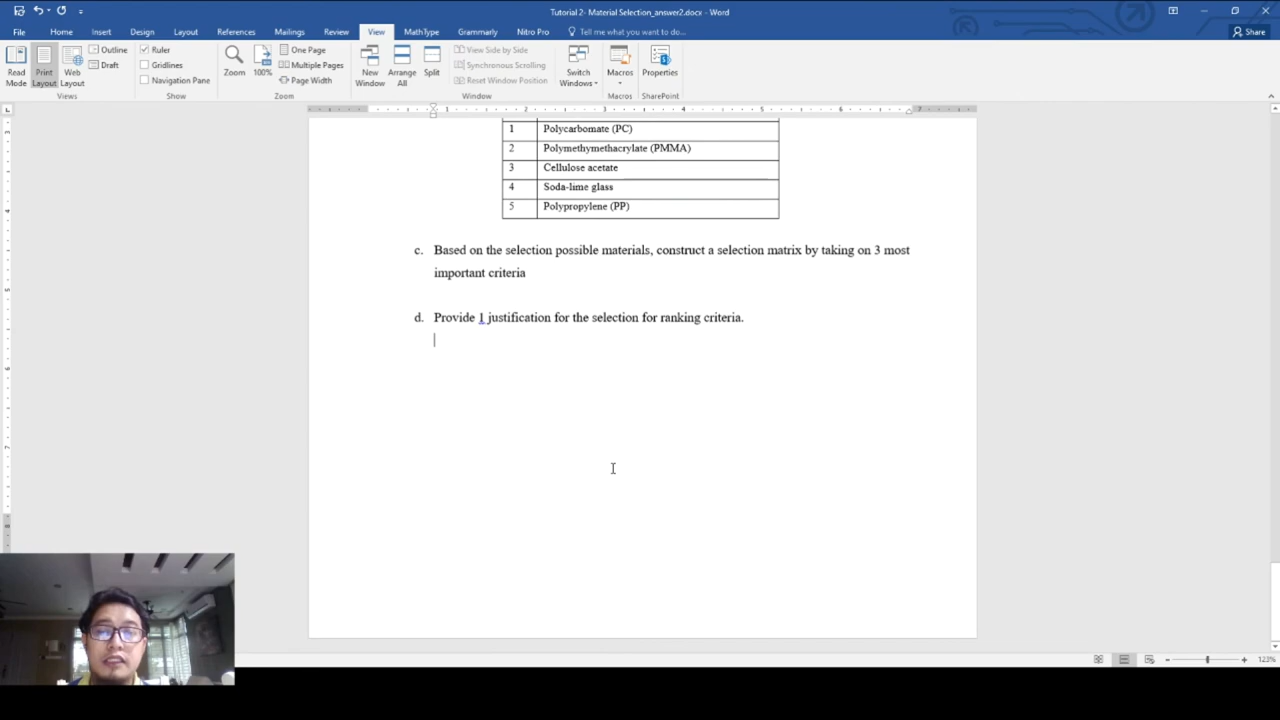 Tutorial 2- Material Selection_answer2.docx - Word
File Home Insert Design Layout References Mailings Review View MathType Grammarly Nitro Pro Tell me what you want to do... Share
Read Mode
Print Layout
Web Layout
Outline
Draft
Views
Ruler
Gridlines
Navigation Pane
Show
Zoom
100%
One Page
Multiple Pages
Page Width
Zoom
New Window
Arrange All
Split
View Side by Side
Synchronous Scrolling
Reset Window Position
Window
Switch Windows
Macros
Macros
Properties
SharePoint
1 Polycarbomate (PC)
2 Polymethymethacrylate (PMMA)
3 Cellulose acetate
4 Soda-lime glass
5 Polypropylene (PP)
c. Based on the selection possible materials, construct a selection matrix by taking on 3 most
important criteria
d. Provide 1 justification for the selection for ranking criteria.
123%